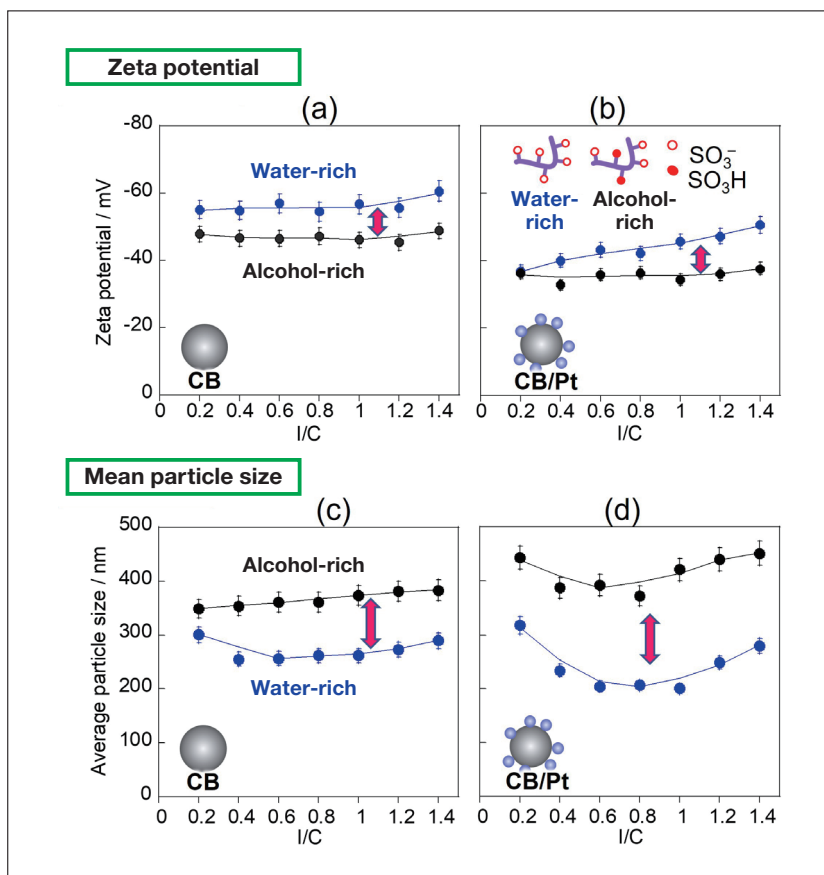 Zeta potential
(a)
(b)
-80
-60
-40
-20
0
Zeta potential / mV
Water-rich
Alcohol-rich
CB
0 0.2 0.4 0.6 0.8 1 1.2 1.4
I/C
SO₃⁻
SO₃H
Water-
rich
Alcohol-
rich
CB/Pt
0 0.2 0.4 0.6 0.8 1 1.2 1.4
I/C
Mean particle size
(c)
(d)
500
400
300
200
100
0
Average particle size / nm
Alcohol-rich
Water-rich
CB
0 0.2 0.4 0.6 0.8 1 1.2 1.4
I/C
CB/Pt
0 0.2 0.4 0.6 0.8 1 1.2 1.4
I/C